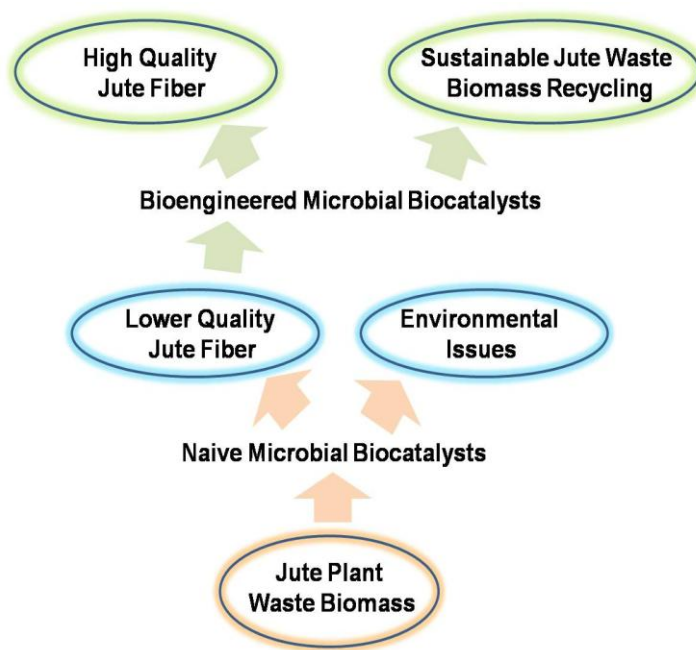 High Quality
Jute Fiber
Sustainable Jute Waste
Biomass Recycling
Bioengineered Microbial Biocatalysts
Lower Quality
Jute Fiber
Environmental
Issues
Naive Microbial Biocatalysts
Jute Plant
Waste Biomass